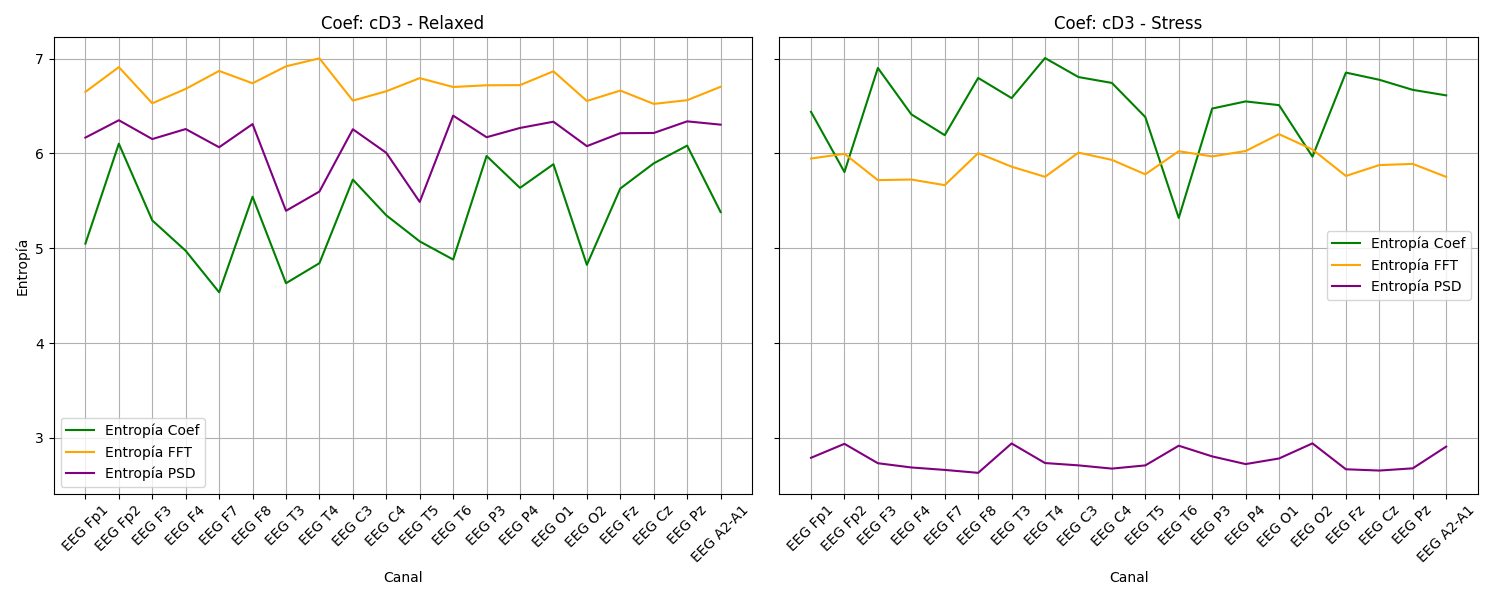 Coef: cD3 - Relaxed
Entropía
7
6
5
4
3
Entropía Coef
Entropía FFT
Entropía PSD
EEG Fp1
EEG Fp2
EEG F3
EEG F4
EEG F7
EEG F8
EEG T3
EEG T4
EEG C3
EEG C4
EEG T5
EEG T6
EEG P3
EEG P4
EEG O1
EEG O2
EEG Fz
EEG Cz
EEG Pz
EEG A2-A1
Canal
Coef: cD3 - Stress
Entropía Coef
Entropía FFT
Entropía PSD
EEG Fp1
EEG Fp2
EEG F3
EEG F4
EEG F7
EEG F8
EEG T3
EEG T4
EEG C3
EEG C4
EEG T5
EEG T6
EEG P3
EEG P4
EEG O1
EEG O2
EEG Fz
EEG Cz
EEG Pz
EEG A2-A1
Canal